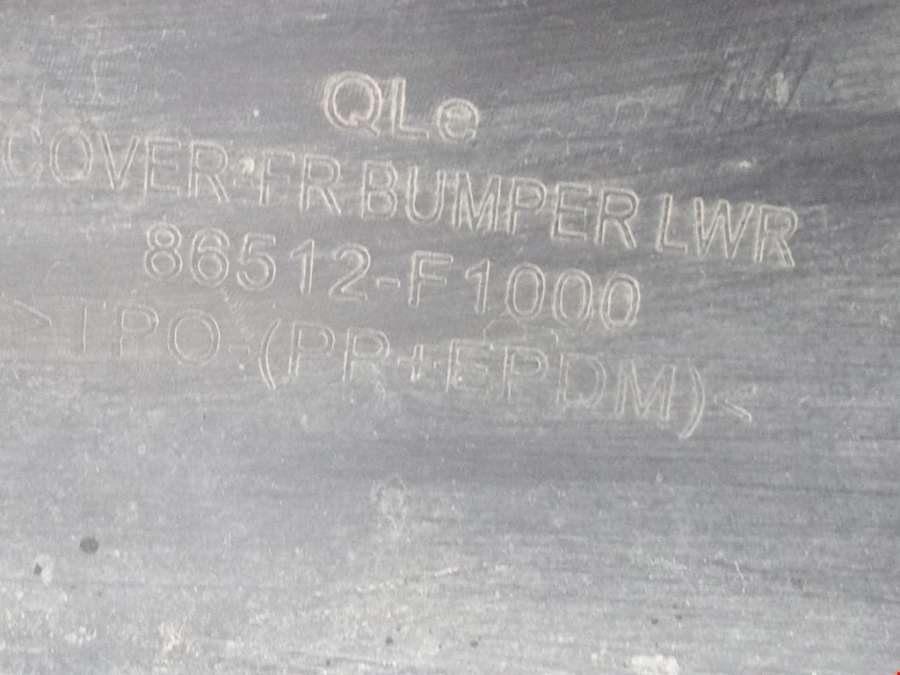 QLe
COVER-FR BUMPER LWR
86512-F1000
>TPO-(PP+EPDM)<